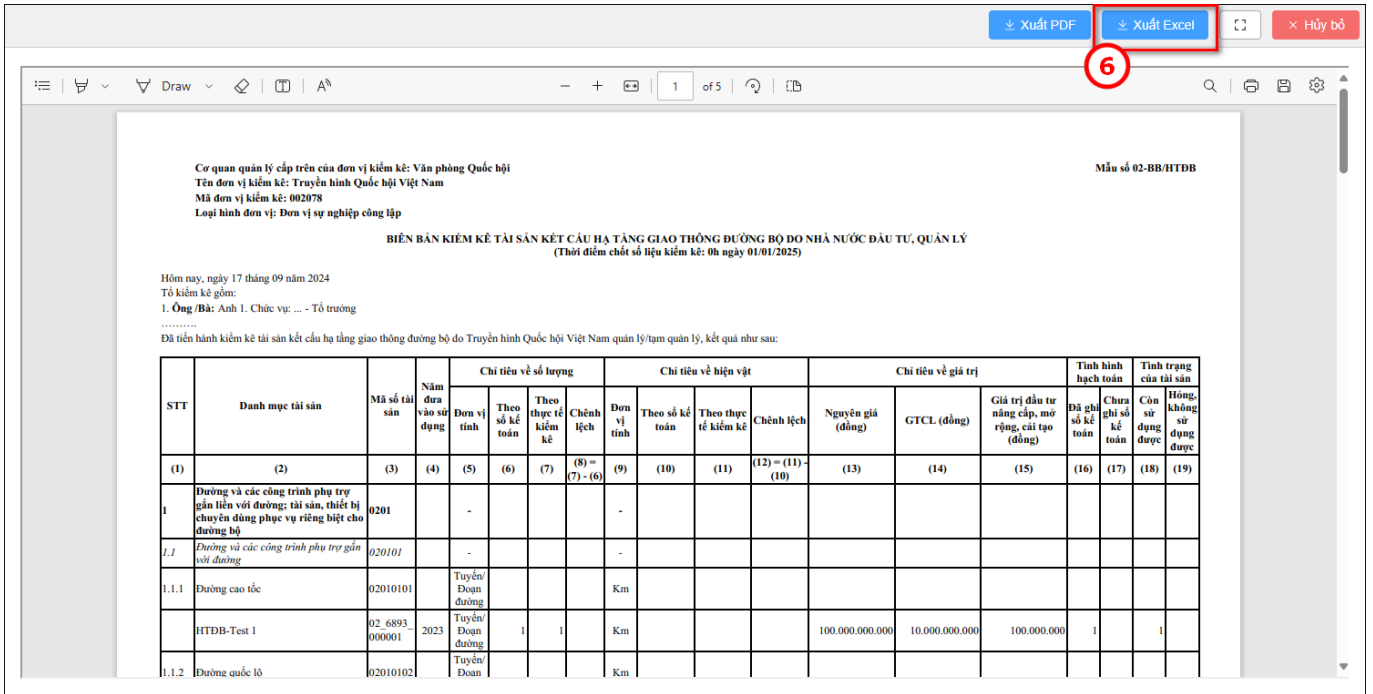 Xuất PDF
Xuất Excel
Hủy bỏ
6
Draw
1 of 5
Cơ quan quản lý cấp trên của đơn vị kiểm kê: Văn phòng Quốc hội
Mẫu số 02-BB/HTĐB
Tên đơn vị kiểm kê: Truyền hình Quốc hội Việt Nam
Mã đơn vị kiểm kê: 002078
Loại hình đơn vị: Đơn vị sự nghiệp công lập
BIÊN BẢN KIỂM KÊ TÀI SẢN KẾT CẤU HẠ TẦNG GIAO THÔNG ĐƯỜNG BỘ DO NHÀ NƯỚC ĐẦU TƯ, QUẢN LÝ
(Thời điểm chốt số liệu kiểm kê: 0h ngày 01/01/2025)
Hôm nay, ngày 17 tháng 09 năm 2024
Tổ kiểm kê gồm:
1. Ông /Bà: Anh 1. Chức vụ: ... - Tổ trưởng
..........
Đã tiến hành kiểm kê tài sản kết cấu hạ tầng giao thông đường bộ do Truyền hình Quốc hội Việt Nam quản lý/tạm quản lý, kết quả như sau:
STT
Danh mục tài sản
Mã số tài
sản
Năm
đưa
vào sử
dụng
Chỉ tiêu về số lượng
Đơn vị
tính
Theo
sổ kế
toán
Theo
thực tế
kiểm
kê
Chênh
lệch
Chỉ tiêu về hiện vật
Đơn
vị
tính
Theo sổ kế
toán
Theo thực
tế kiểm kê
Chênh lệch
Chỉ tiêu về giá trị
Nguyên giá
(đồng)
GTCL (đồng)
Giá trị đầu tư
nâng cấp, mở
rộng, cải tạo
(đồng)
Tình hình
hạch toán
Đã ghi
sổ kế
toán
Chưa
ghi sổ
kế
toán
Tình trạng
của tài sản
Còn
sử
dụng
được
Hỏng,
không
sử
dụng
được
(1) (2) (3) (4) (5) (6) (7) (8) = (7) - (6) (9) (10) (11) (12) = (11) - (10) (13) (14) (15) (16) (17) (18) (19)
1
Đường và các công trình phụ trợ
gắn liền với đường; tài sản, thiết bị
chuyên dùng phục vụ riêng biệt cho
đường bộ
0201 - -
1.1
Đường và các công trình phụ trợ gắn
với đường
020101 - -
1.1.1 Đường cao tốc 02010101
Tuyến/
Đoạn
đường
Km
HTĐB-Test 1
02_6893_
000001
2023
Tuyến/
Đoạn
đường
1 1 Km 100.000.000.000 10.000.000.000 100.000.000 1 1
1.1.2 Đường quốc lộ 02010102
Tuyến/
Đoạn
Km